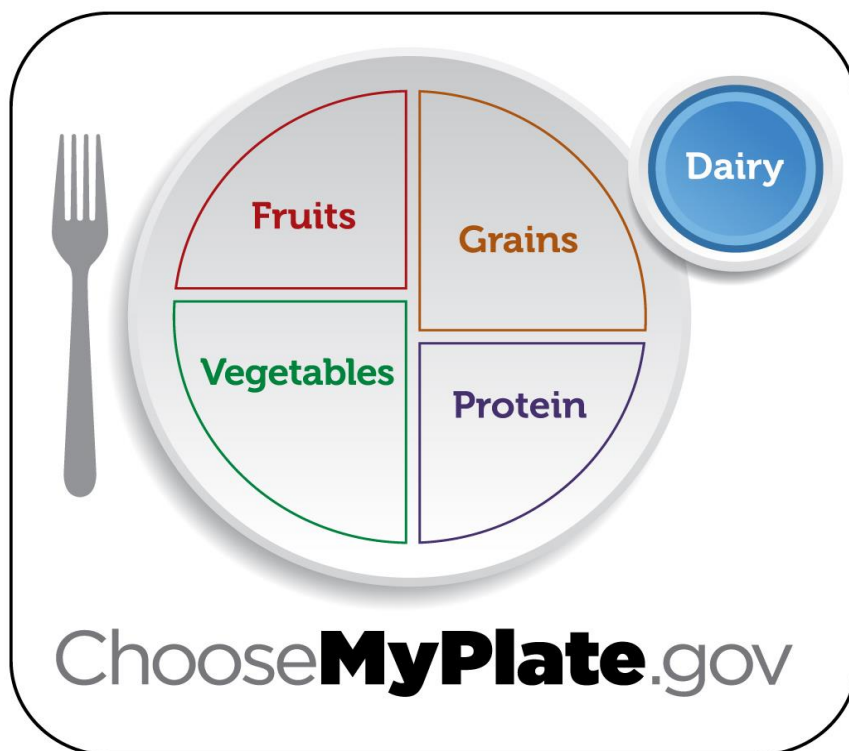 Fruits
Grains
Dairy
Vegetables
Protein
ChooseMyPlate.gov